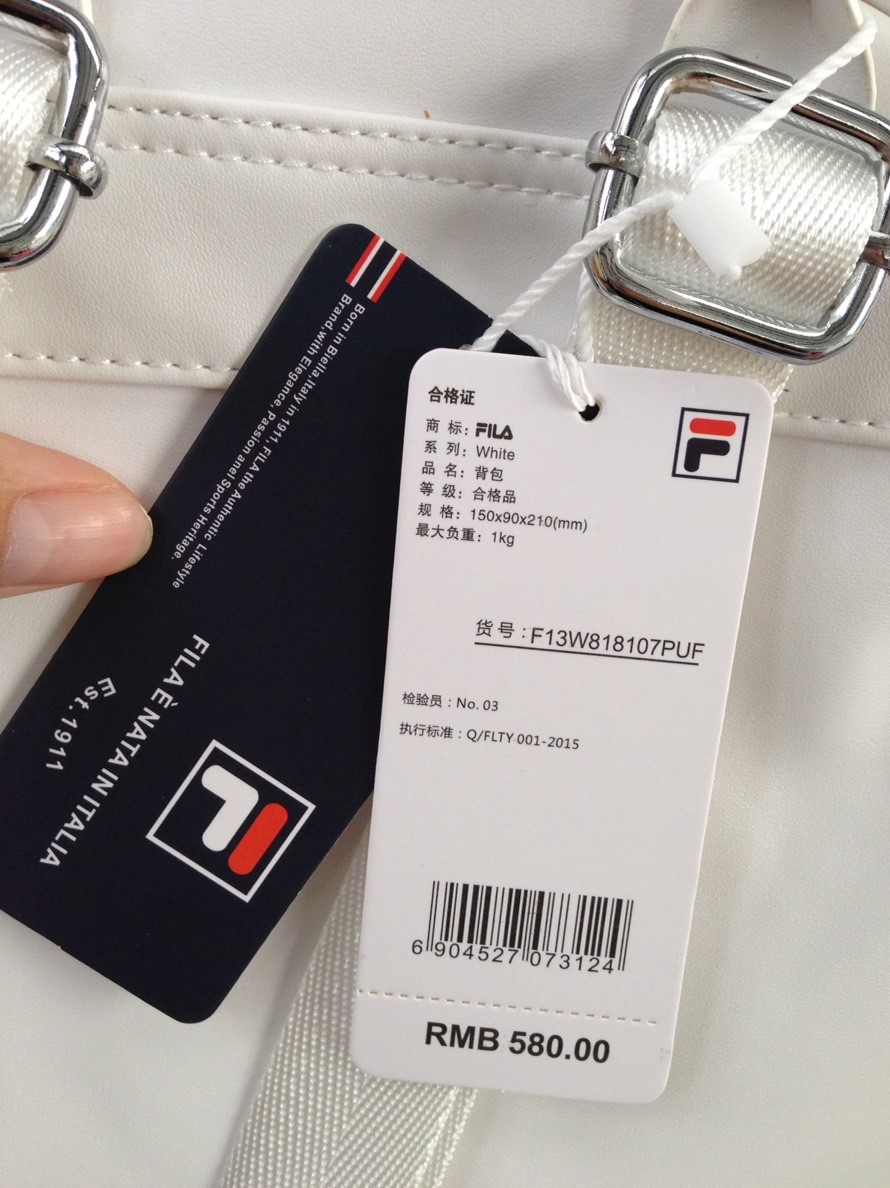 Born in Biella, Italy in 1911, FILA the Authentic Lifestyle
Brand, with Elegance, Passion and Sports Heritage.
FILA È NATA IN ITALIA
Est.1911
合格证
商 标: FILA
系 列: White
品 名: 背包
等 级: 合格品
规 格: 150x90x210(mm)
最大负重: 1kg
货 号 : F13W818107PUF
检验员 : No. 03
执行标准 : Q/FLTY 001-2015
6 904527 073124
RMB 580.00